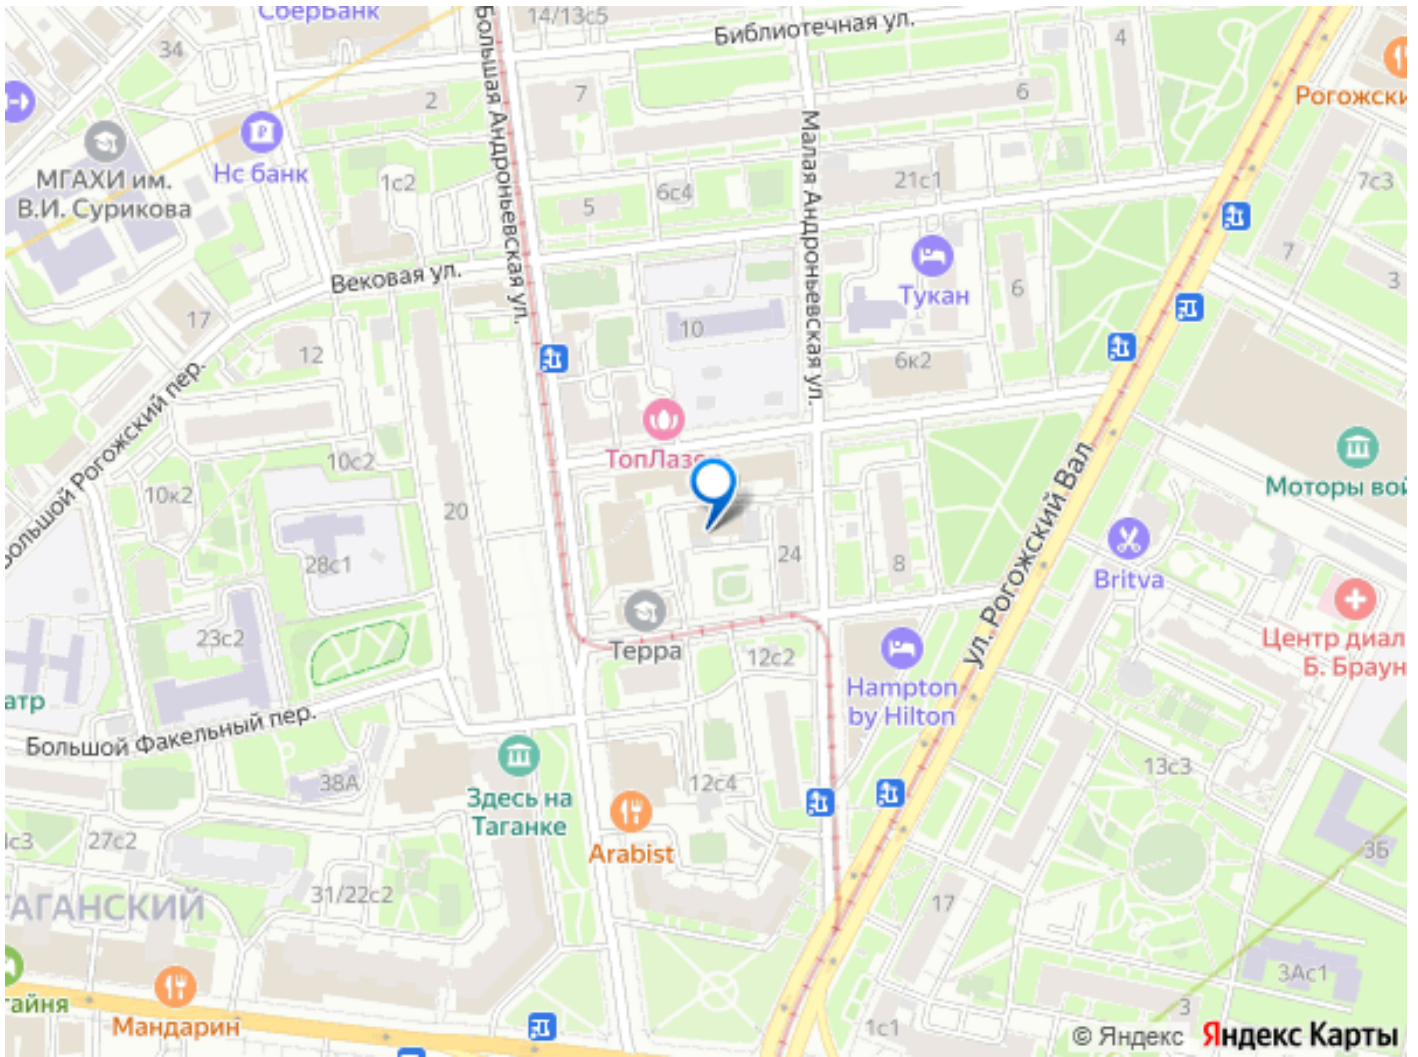 СберБанк
14/13с5
Библиотечная ул.
4
34
Большая Андроньевская ул.
2
7
6
Рогожски
Нс банк
МГАХИ им.
В.И. Сурикова
1с2
5
6с4
Малая Андроньевская ул.
21с1
7с3
7
3
Вековая ул.
Тукан
6
17
12
10
6к2
Большой Рогожский пер.
ТопЛазе
10с2
10к2
20
24
8
28с1
ул. Рогожский Вал
Моторы вой
Britva
23с2
Терра
12с2
Hampton
by Hilton
Центр диал
Б. Браун
атр
Большой Факельный пер.
38А
Здесь на
Таганке
12с4
Arabist
13с3
3Б
3с3
27с2
31/22с2
АГАНСКИЙ
17
гайня
Мандарин
1с1
3
3Ас1
© Яндекс Яндекс Карты